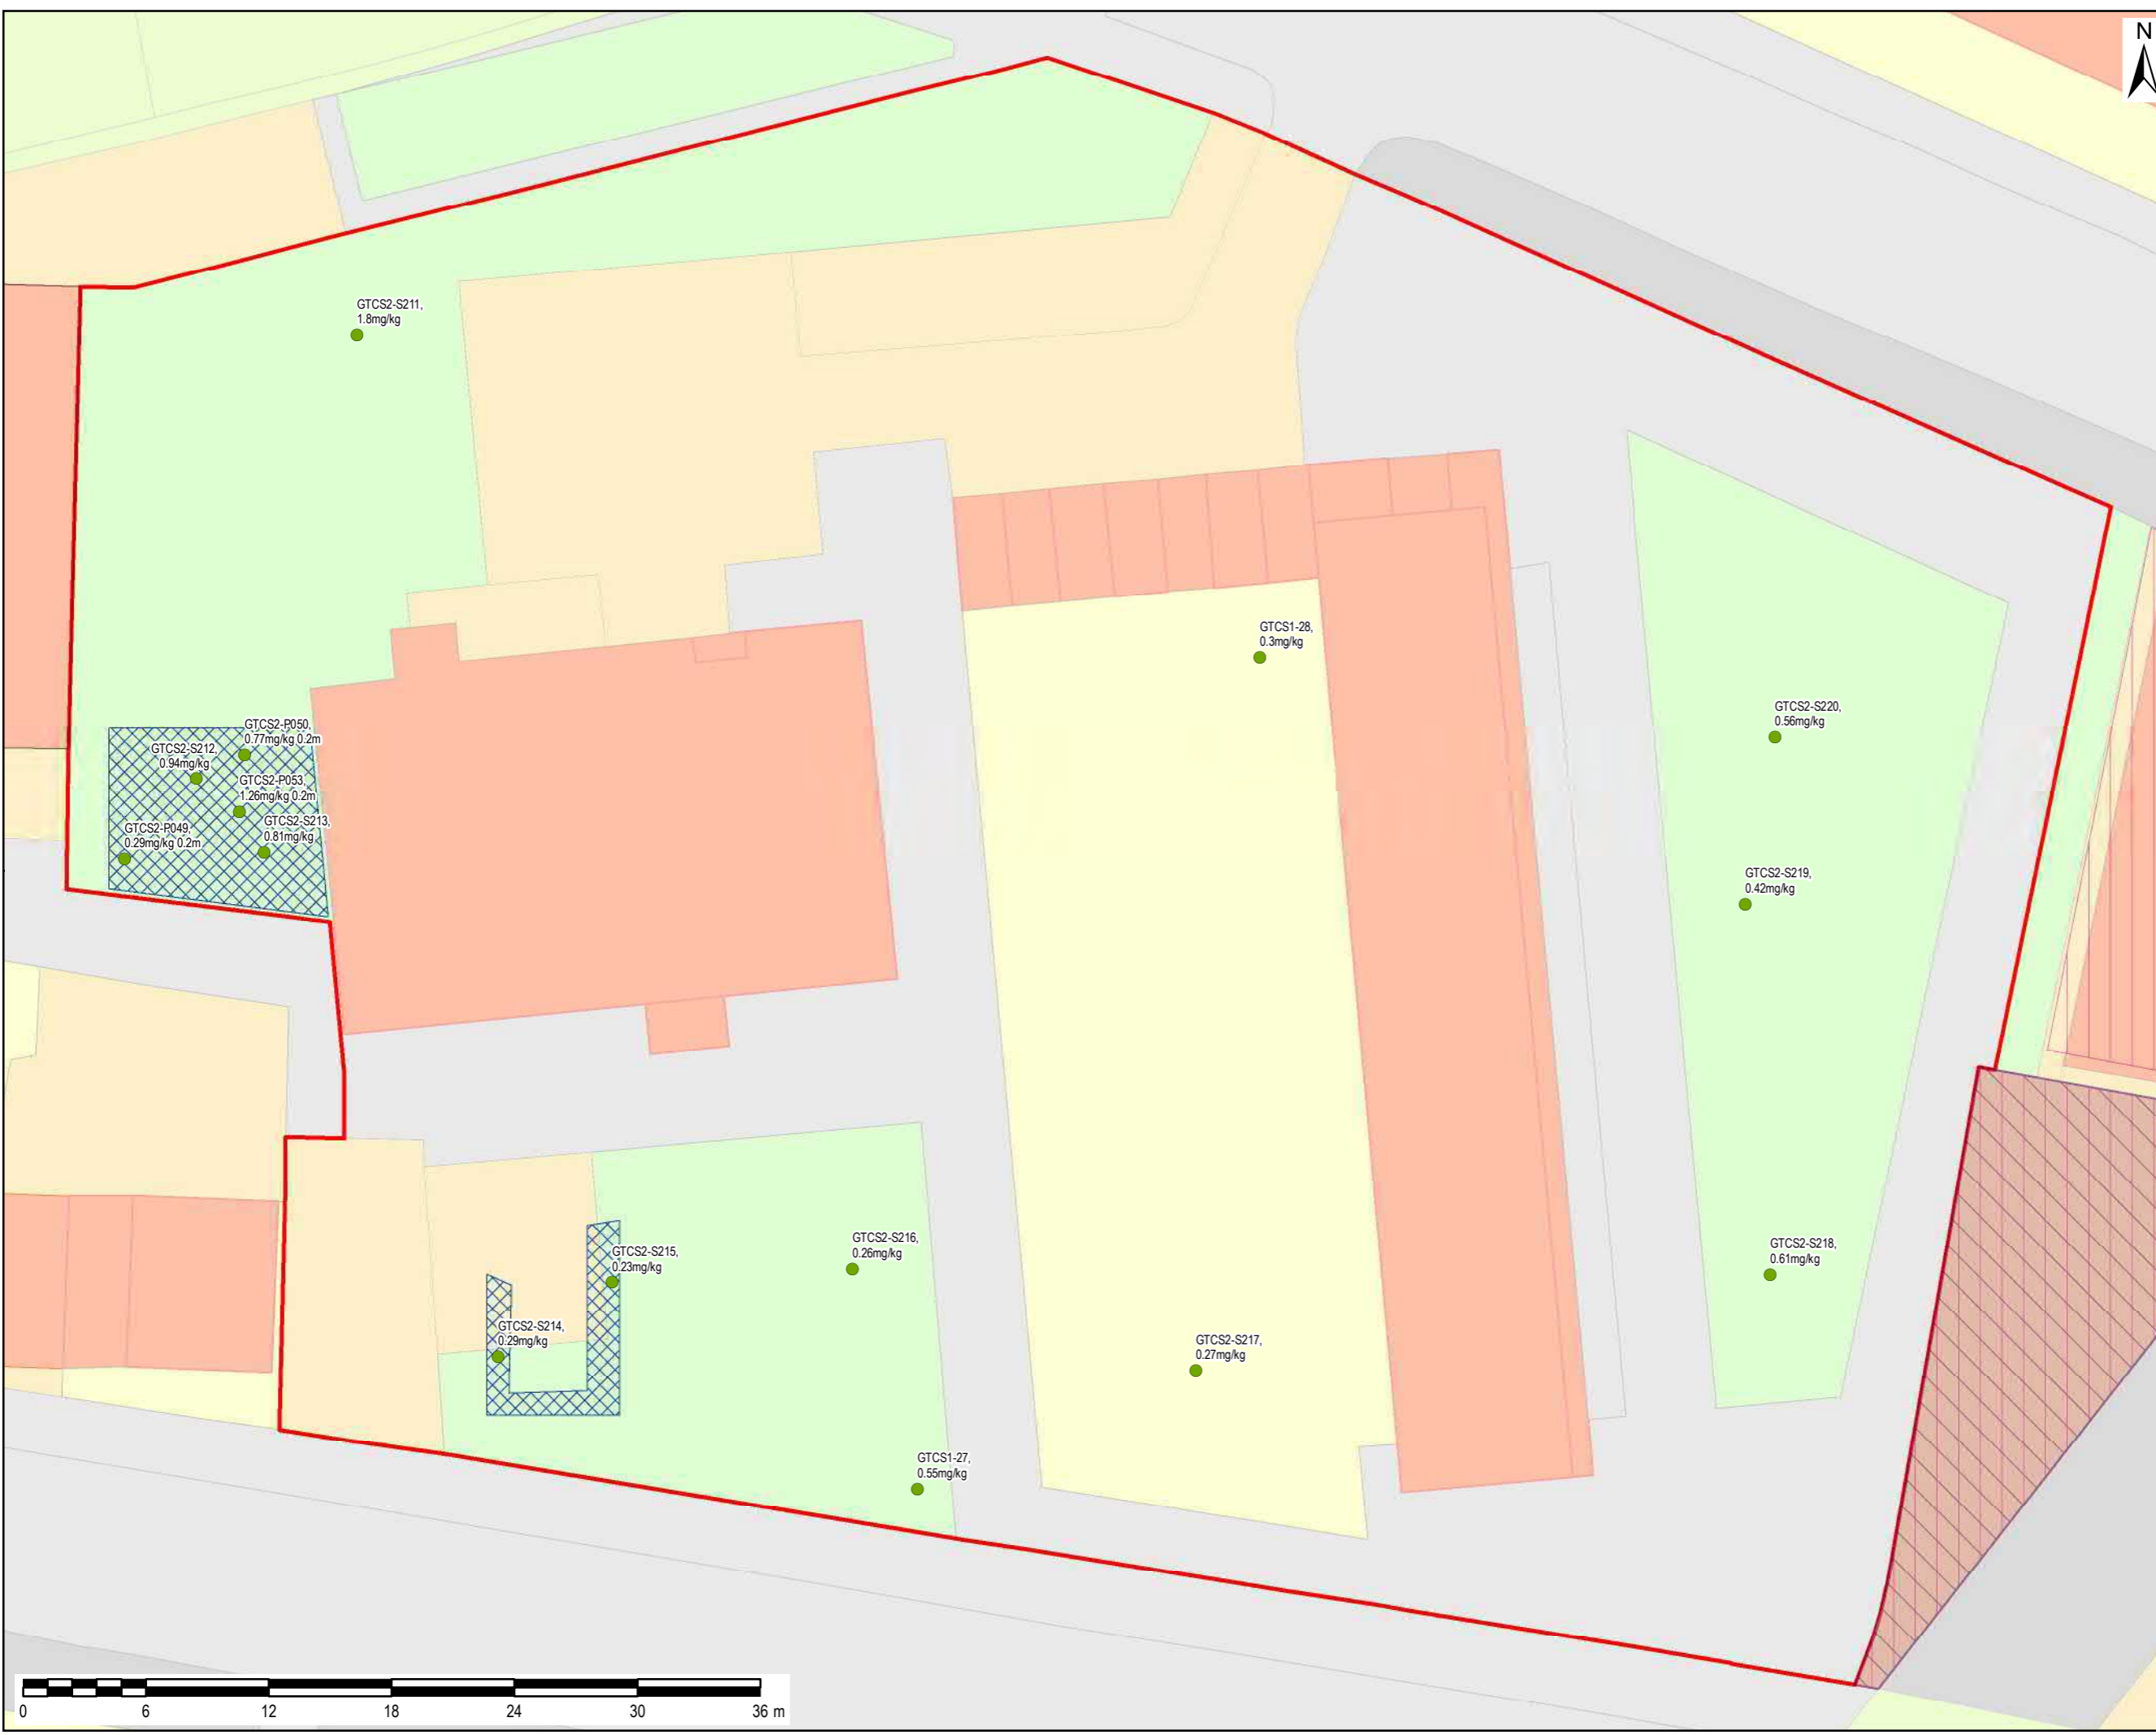 N
GTCS2-S211,
1.8mg/kg
GTCS1-28,
0.3mg/kg
GTCS2-S220,
0.56mg/kg
GTCS2-P050,
0.77mg/kg 0.2m
GTCS2-S212,
0.94mg/kg
GTCS2-P053,
1.26mg/kg 0.2m
GTCS2-S213,
0.81mg/kg
GTCS2-P049,
0.29mg/kg 0.2m
GTCS2-S219,
0.42mg/kg
GTCS2-S216,
0.26mg/kg
GTCS2-S215,
0.23mg/kg
GTCS2-S218,
0.61mg/kg
GTCS2-S214,
0.29mg/kg
GTCS2-S217,
0.27mg/kg
GTCS1-27,
0.55mg/kg
0 6 12 18 24 30 36 m